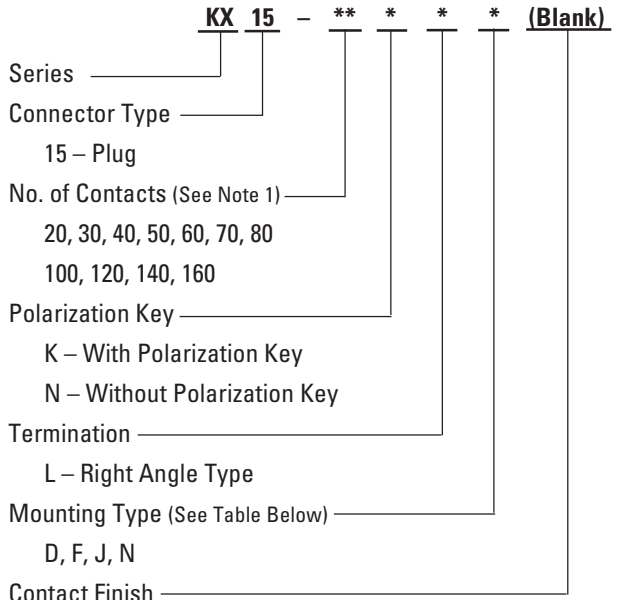 KX 15 – ** * * * (Blank)
Series
Connector Type
15 – Plug
No. of Contacts (See Note 1)
20, 30, 40, 50, 60, 70, 80
100, 120, 140, 160
Polarization Key
K – With Polarization Key
N – Without Polarization Key
Termination
L – Right Angle Type
Mounting Type (See Table Below)
D, F, J, N
Contact Finish